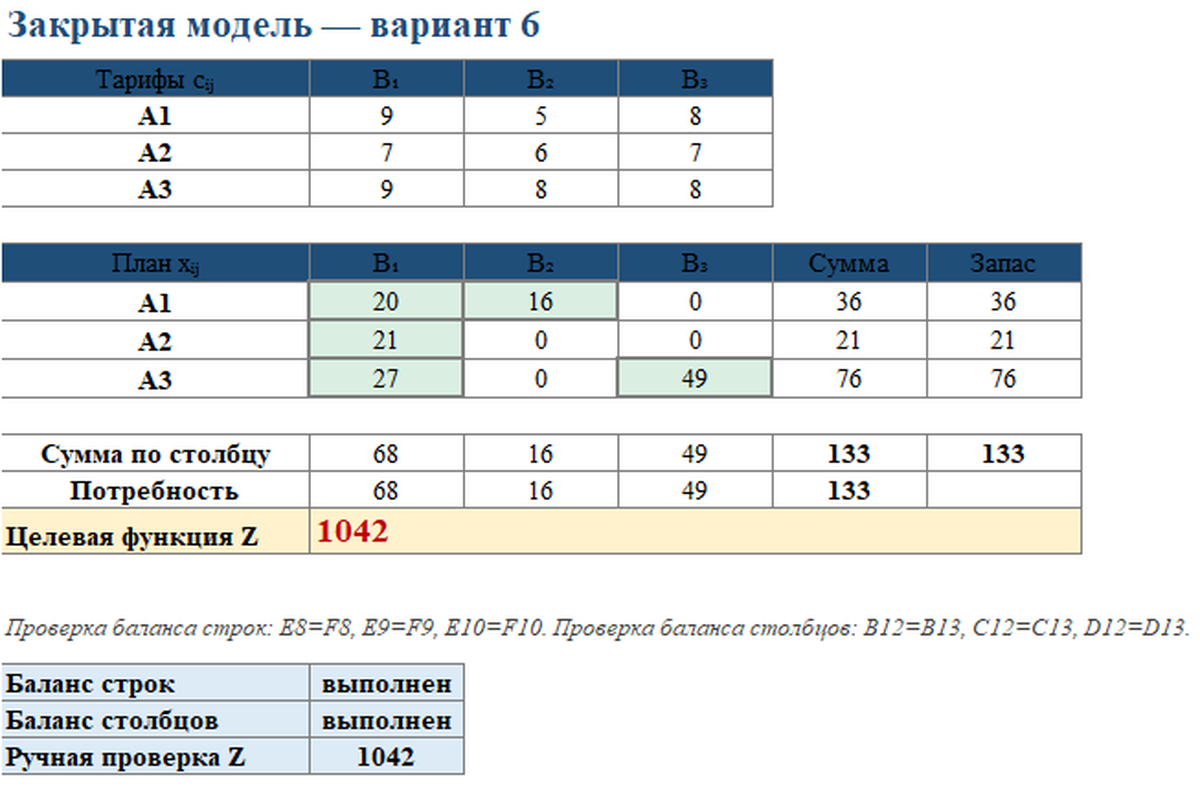 Закрытая модель — вариант 6
Тарифы cᵢⱼ B₁ B₂ B₃
A1 9 5 8
A2 7 6 7
A3 9 8 8
План xᵢⱼ B₁ B₂ B₃ Сумма Запас
A1 20 16 0 36 36
A2 21 0 0 21 21
A3 27 0 49 76 76
Сумма по столбцу 68 16 49 133 133
Потребность 68 16 49 133
Целевая функция Z 1042
Проверка баланса строк: E8=F8, E9=F9, E10=F10. Проверка баланса столбцов: B12=B13, C12=C13, D12=D13.
Баланс строк выполнен
Баланс столбцов выполнен
Ручная проверка Z 1042